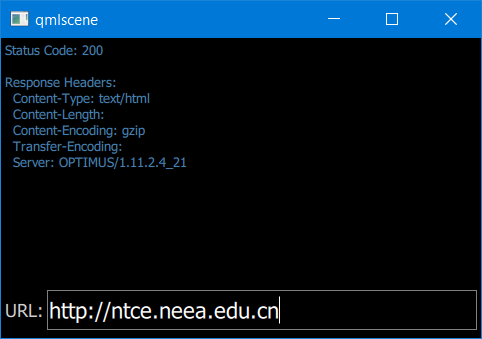 qmlscene
Status Code: 200
Response Headers:
Content-Type: text/html
Content-Length:
Content-Encoding: gzip
Transfer-Encoding:
Server: OPTIMUS/1.11.2.4_21
URL: http://ntce.neea.edu.cn